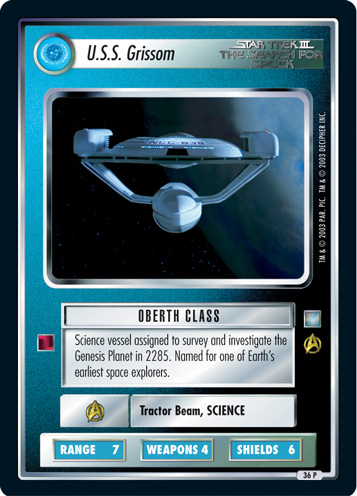 U.S.S. Grissom
STAR TREK III
THE SEARCH FOR
SPOCK
NCC-638
TM & © 2003 PAR. PIC. TM & © 2003 DECIPHER INC.
OBERTH CLASS
Science vessel assigned to survey and investigate the
Genesis Planet in 2285. Named for one of Earth's
earliest space explorers.
Tractor Beam, SCIENCE
RANGE 7
WEAPONS 4
SHIELDS 6
36 P